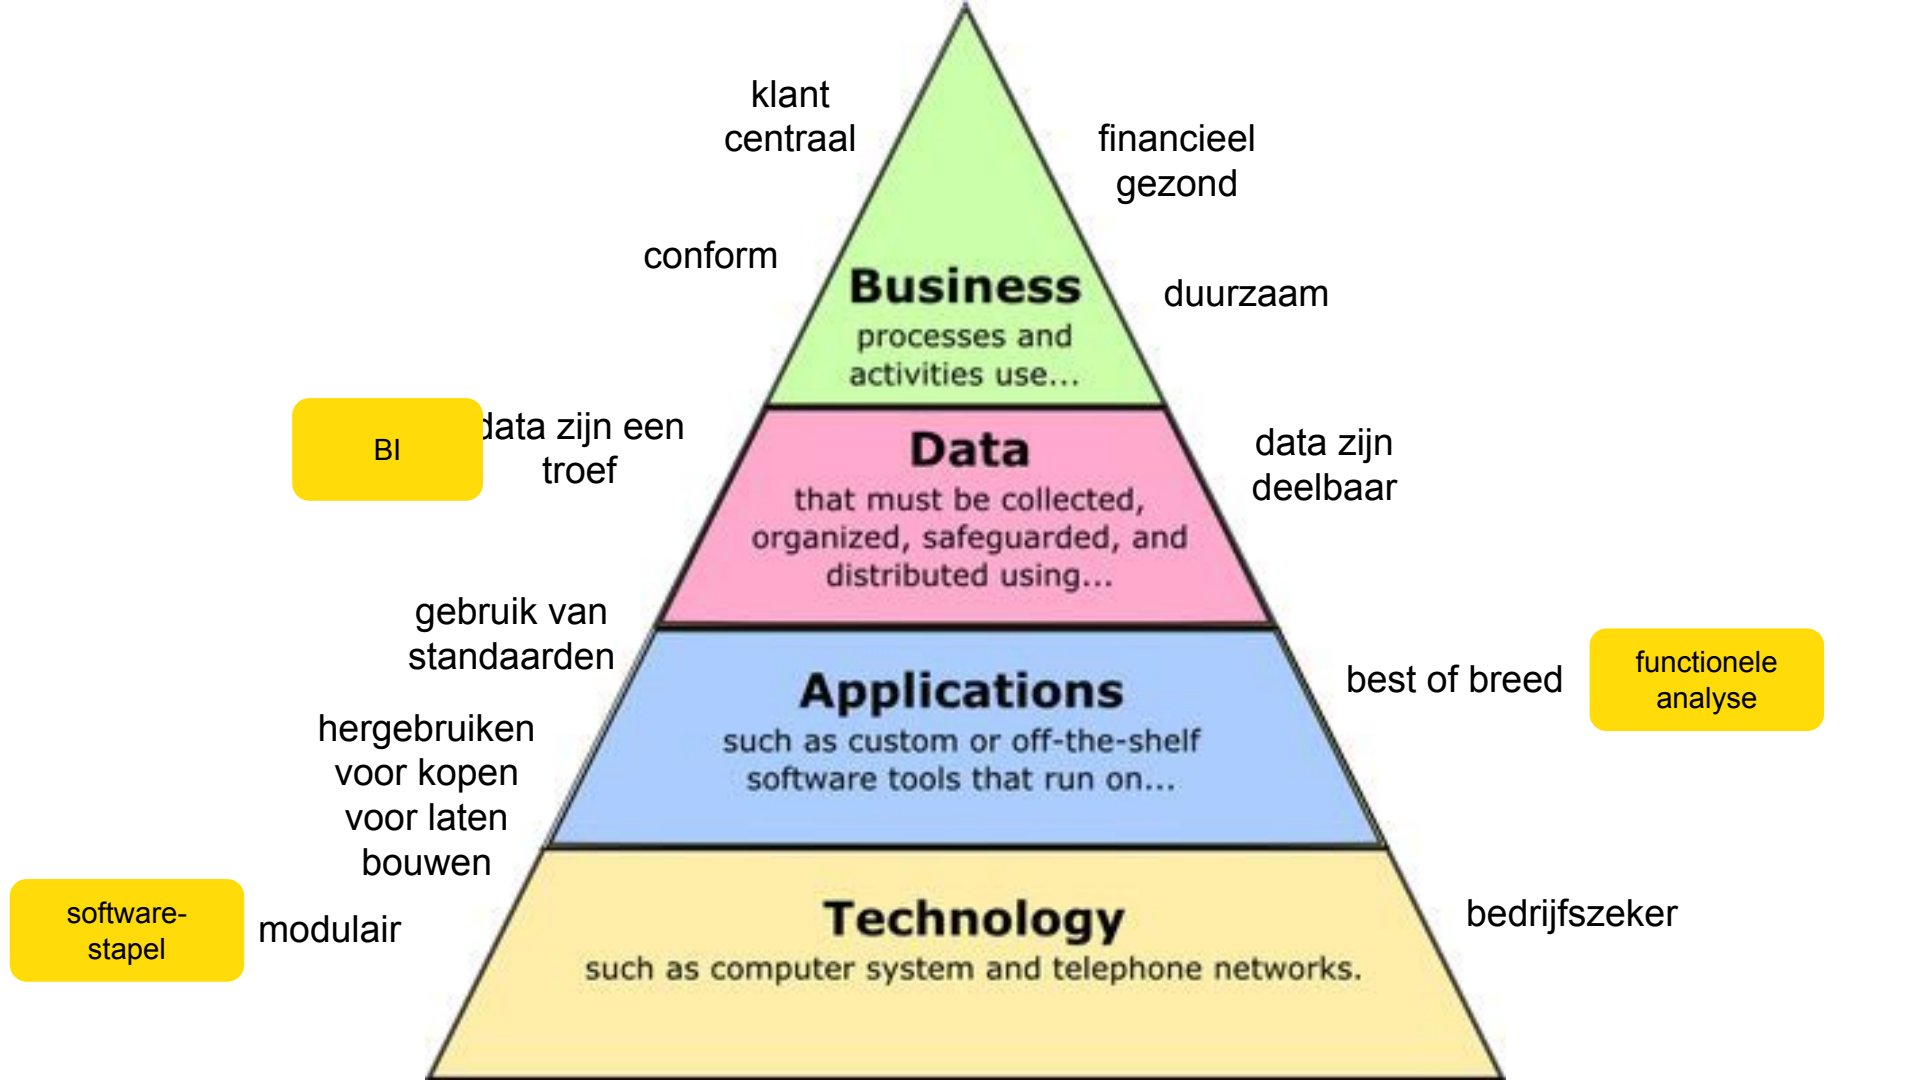 klant
centraal
financieel
gezond
conform
duurzaam
Business
processes and
activities use...
BI
data zijn een
troef
Data
that must be collected,
organized, safeguarded, and
distributed using...
data zijn
deelbaar
gebruik van
standaarden
hergebruiken
voor kopen
voor laten
bouwen
Applications
such as custom or off-the-shelf
software tools that run on...
best of breed
functionele
analyse
software-
stapel
modulair
Technology
such as computer system and telephone networks.
bedrijfszeker